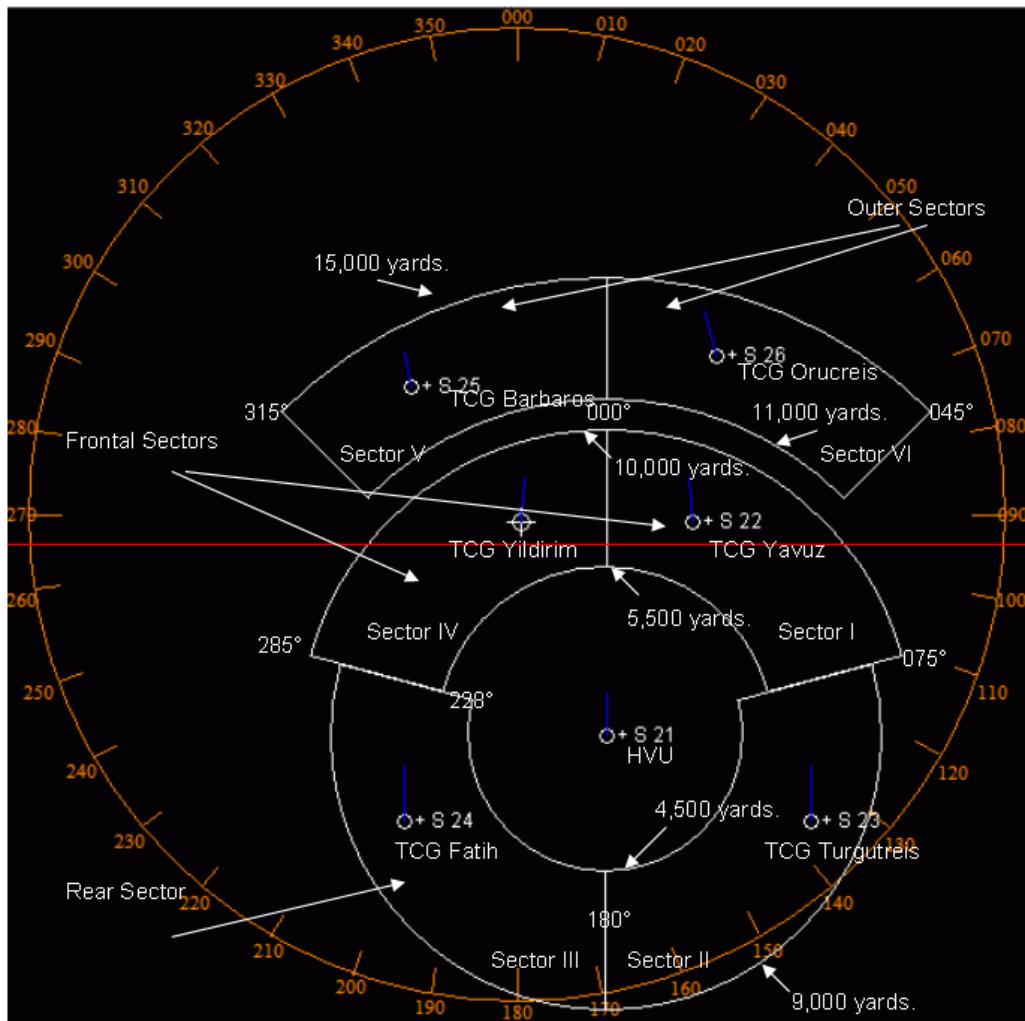 000
350
010
340
020
330
030
320
040
310
050
Outer Sectors
300
15,000 yards.
060
290
070
+ S 26
TCG Orucreis
+ S 25
TCG Barbaros
315°
000°
11,000 yards.
045°
280
Frontal Sectors
Sector V
Sector VI
080
10,000 yards.
270
+ S 22
090
TCG Yildirim
TCG Yavuz
260
5,500 yards.
100
Sector IV
Sector I
285°
075°
250
228°
110
+ S 21
HVU
240
120
4,500 yards.
230
+ S 24
+ S 23
130
TCG Fatih
TCG Turgutreis
Rear Sector
220
140
210
180°
150
Sector III
Sector II
200
160
190
180
170
9,000 yards.